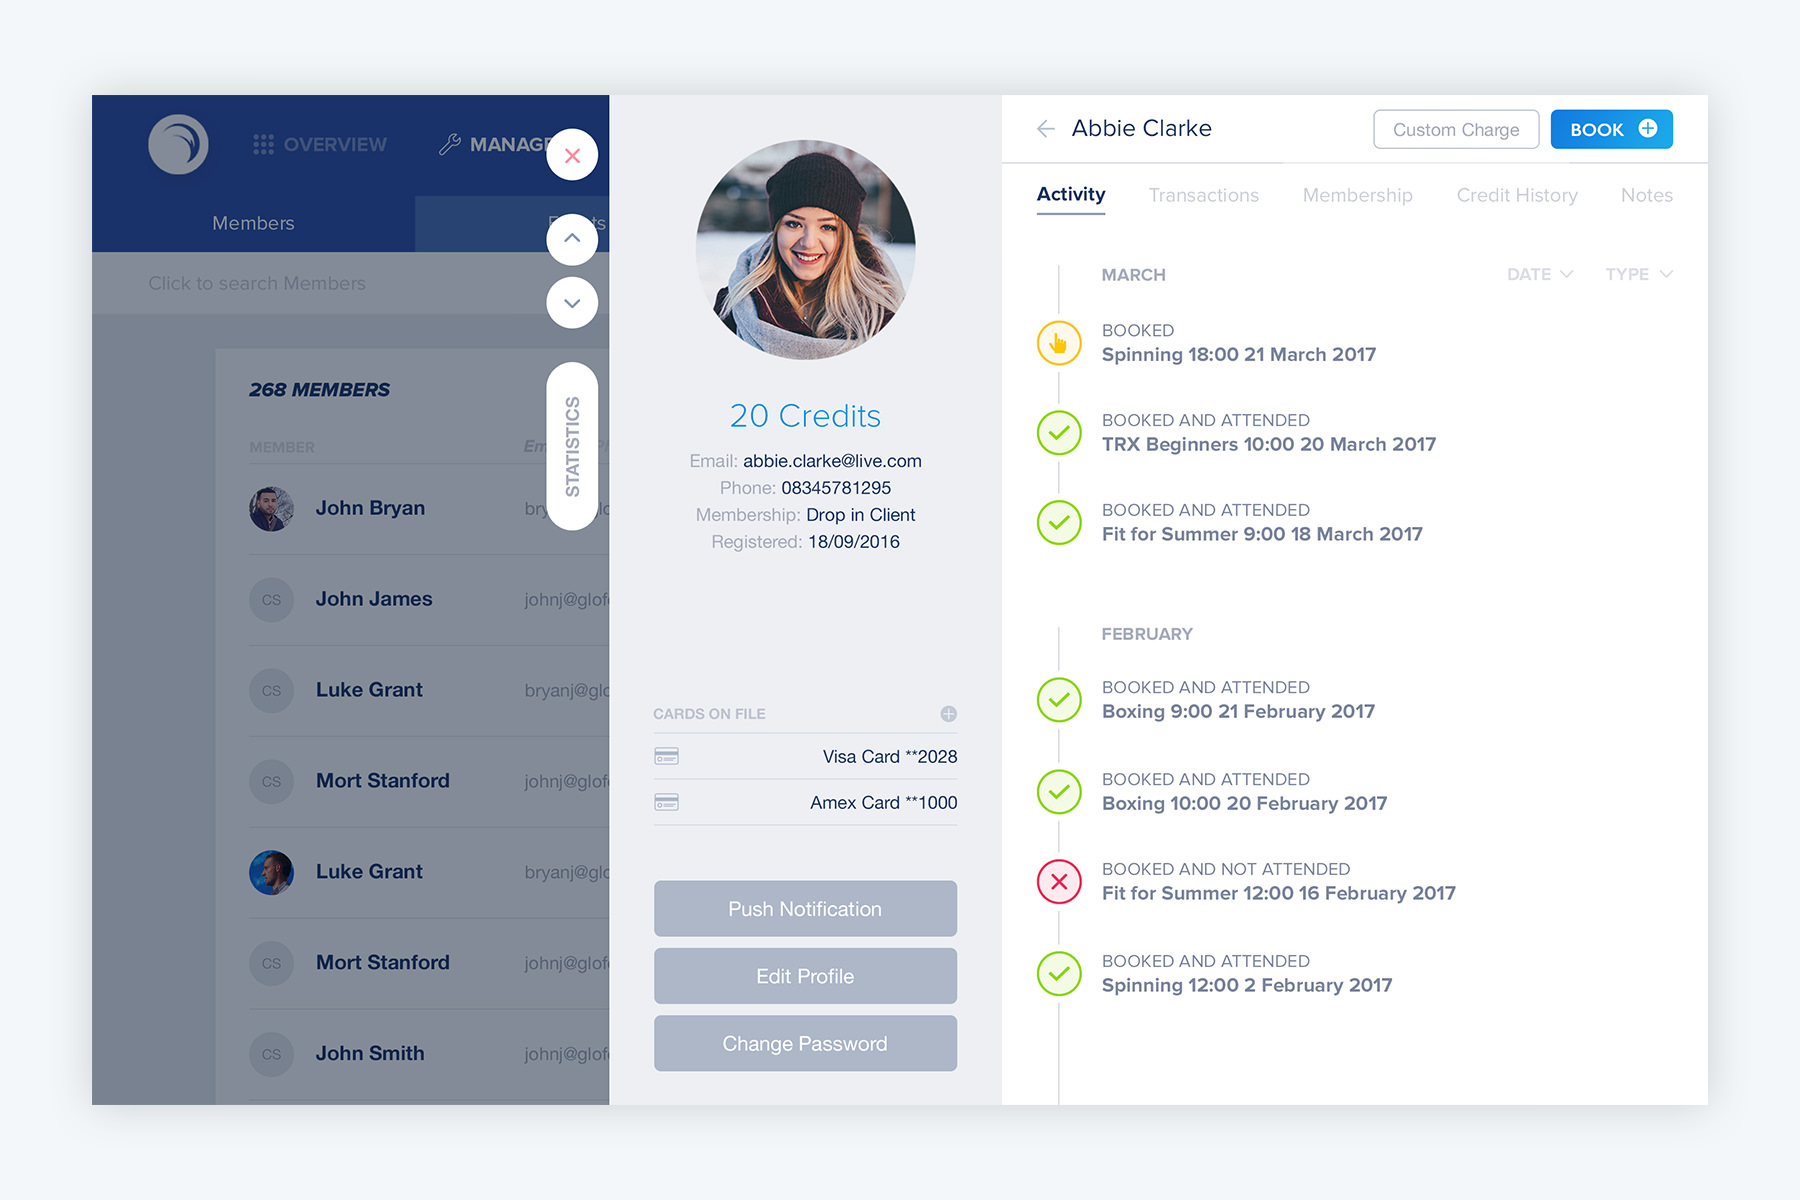 OVERVIEW
MANAGE
Members
Click to search Members
268 MEMBERS
MEMBER
John Bryan
CS
John James
johnj@glof
CS
Luke Grant
bryanj@glo
CS
Mort Stanford
johnj@glof
Luke Grant
bryanj@glo
CS
Mort Stanford
johnj@glof
CS
John Smith
johnj@glof
STATISTICS
20 Credits
Email: abbie.clarke@live.com
Phone: 08345781295
Membership: Drop in Client
Registered: 18/09/2016
CARDS ON FILE
Visa Card **2028
Amex Card **1000
Push Notification
Edit Profile
Change Password
Abbie Clarke
Custom Charge
BOOK
Activity
Transactions
Membership
Credit History
Notes
MARCH
DATE
TYPE
BOOKED
Spinning 18:00 21 March 2017
BOOKED AND ATTENDED
TRX Beginners 10:00 20 March 2017
BOOKED AND ATTENDED
Fit for Summer 9:00 18 March 2017
FEBRUARY
BOOKED AND ATTENDED
Boxing 9:00 21 February 2017
BOOKED AND ATTENDED
Boxing 10:00 20 February 2017
BOOKED AND NOT ATTENDED
Fit for Summer 12:00 16 February 2017
BOOKED AND ATTENDED
Spinning 12:00 2 February 2017